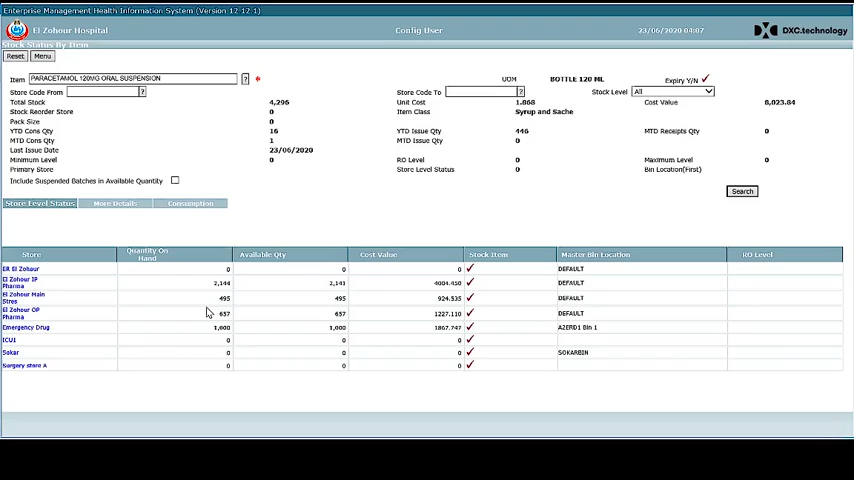 Enterprise Management Health Information System (Version 12.12.1)
El Zohour Hospital Config User 23/06/2020 04:07 DXC.technology
Stock Status By Item
Reset Menu
Item PARACETAMOL 120MG ORAL SUSPENSION ? * UOM BOTTLE 120 ML Expiry Y/N
Store Code From ? Store Code To ? Stock Level All
Total Stock 4,296 Unit Cost 1.868 Cost Value 8,023.84
Stock Reorder Store 0 Item Class Syrup and Sache
Pack Size 0
YTD Cons Qty 16 YTD Issue Qty 446 MTD Receipts Qty 0
MTD Cons Qty 1 MTD Issue Qty 0
Last Issue Date 23/06/2020
Minimum Level 0 RO Level 0 Maximum Level 0
Primary Store Store Level Status 0 Bin Location(First)
Include Suspended Batches in Available Quantity
Search
Store Level Status More Details Consumption
Store Quantity On Hand Available Qty Cost Value Stock Item Master Bin Location RO Level
ER El Zohour 0 0 0 DEFAULT
El Zohour IP Pharma 2,144 2,141 4004.450 DEFAULT
El Zohour Main Stres 495 495 924.535 DEFAULT
El Zohour OP Pharma 657 657 1227.110 DEFAULT
Emergency Drug 1,000 1,000 1867.747 A2ERD1 Bin 1
ICU1 0 0 0
Sokar 0 0 0 SOKARBIN
Surgery store A 0 0 0